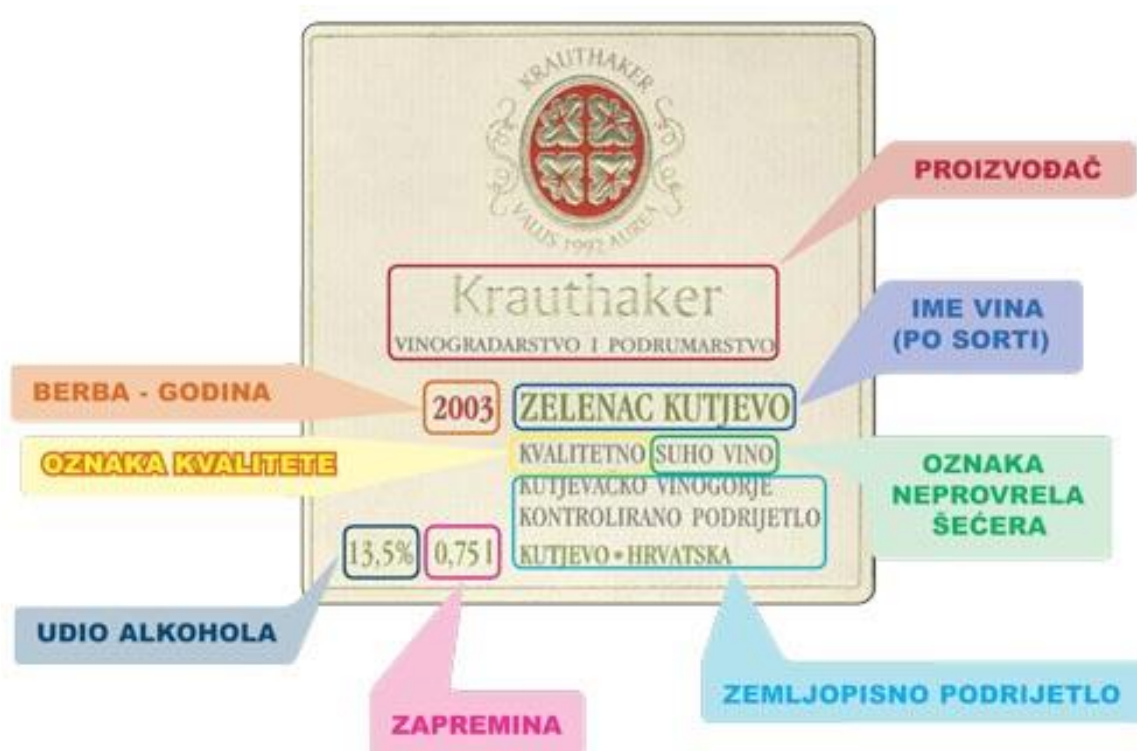 KRAUTHAKER
VALLIS 1992 AUREA
PROIZVOĐAČ
Krauthaker
VINOGRADARSTVO I PODRUMARSTVO
IME VINA
(PO SORTI)
BERBA - GODINA
2003 ZELENAC KUTJEVO
OZNAKA KVALITETE
KVALITETNO SUHO VINO
OZNAKA
NEPROVRELA
ŠEĆERA
KUTJEVAČKO VINOGORJE
KONTROLIRANO PODRIJETLO
13,5% 0,75 l KUTJEVO • HRVATSKA
UDIO ALKOHOLA
ZEMLJOPISNO PODRIJETLO
ZAPREMINA